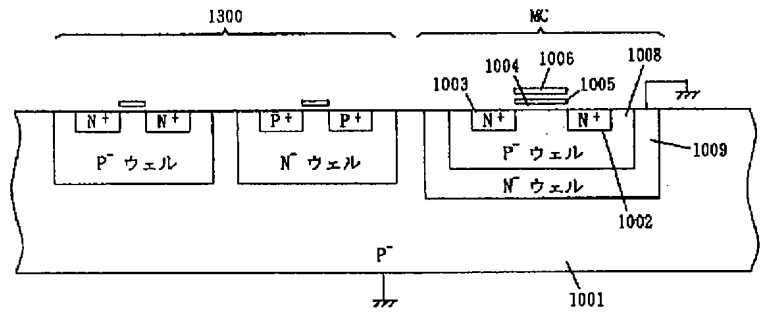 1300
MC
1006
1004
1008
1003
1005
N+ N+
P+ P+
N+ N+
P⁻ ウェル
N⁻ ウェル
P⁻ ウェル
1009
N⁻ ウェル
1002
P⁻
1001